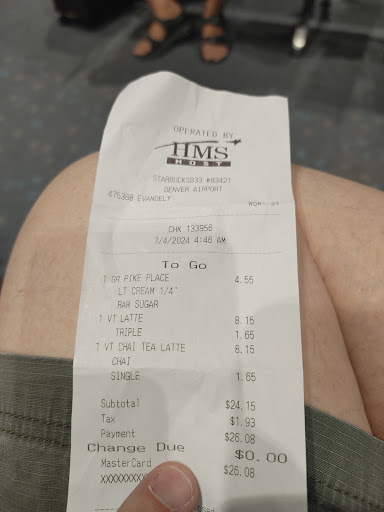 OPERATED BY
HMS
HOST
STARBUCKSB33 #83421
DENVER AIRPORT
475388 EVANGELY
CHK 133956
7/4/2024 4:46 AM
To Go
1 GR PIKE PLACE 4.55
LT CREAM 1/4"
RAW SUGAR
1 VT LATTE 8.15
TRIPLE 1.65
1 VT CHAI TEA LATTE 8.15
CHAI
SINGLE 1.65
Subtotal $24.15
Tax $1.93
Payment $26.08
Change Due $0.00
MasterCard $26.08